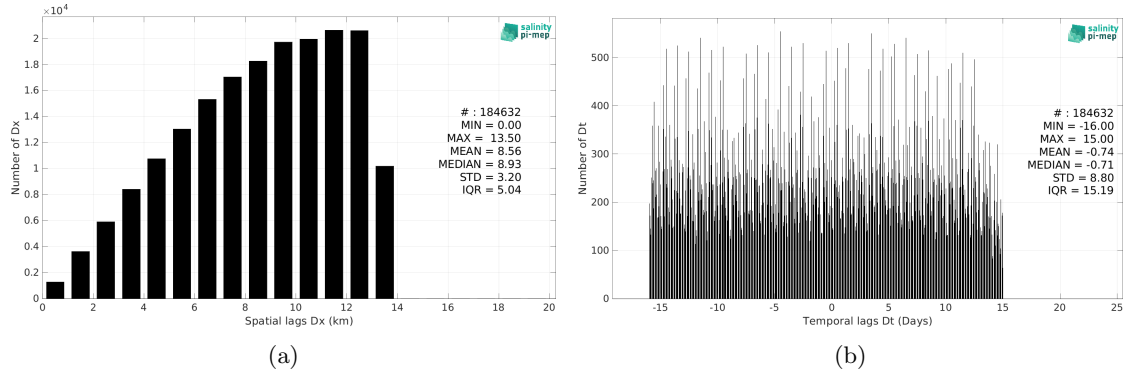 ×10⁴
2
1.8
1.6
1.4
1.2
1
0.8
0.6
0.4
0.2
0
Number of Dx
0 2 4 6 8 10 12 14 16 18 20
Spatial lags Dx (km)
salinity
pi-mep
# : 184632
MIN = 0.00
MAX = 13.50
MEAN = 8.56
MEDIAN = 8.93
STD = 3.20
IQR = 5.04
(a)
500
400
300
200
100
0
Number of Dt
-15 -10 -5 0 5 10 15 20 25
Temporal lags Dt (Days)
salinity
pi-mep
# : 184632
MIN = -16.00
MAX = 15.00
MEAN = -0.74
MEDIAN = -0.71
STD = 8.80
IQR = 15.19
(b)